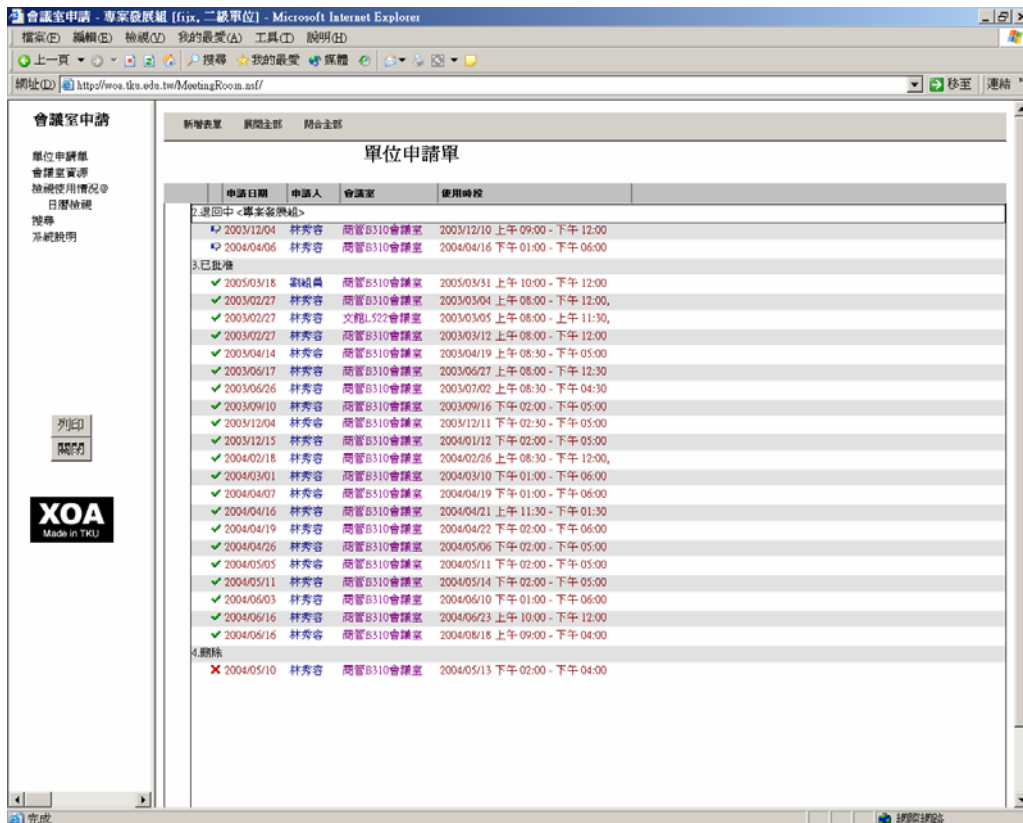 會議室申請 - 專案發展組 [fijx, 二級單位] - Microsoft Internet Explorer
檔案(F) 編輯(E) 檢視(V) 我的最愛(A) 工具(T) 說明(H)
上一頁 搜尋 我的最愛 媒體
網址(D) http://woa.tku.edu.tw/MeetingRoom.nsf/ 移至 連結
會議室申請
單位申請單
會議室資源
檢視使用情況@
日曆檢視
搜尋
系統說明
列印
關閉
XOA
Made in TKU
新增表單 展開全部 閉合全部
單位申請單
申請日期 申請人 會議室 使用時段
2.退回中 <專案發展組>
2003/12/04 林秀容 商管B310會議室 2003/12/10 上午 09:00 - 下午 12:00
2004/04/06 林秀容 商管B310會議室 2004/04/16 下午 01:00 - 下午 06:00
3.已批准
2005/03/18 劉組員 商管B310會議室 2005/03/31 上午 10:00 - 下午 12:00
2003/02/27 林秀容 商管B310會議室 2003/03/04 上午 08:00 - 下午 12:00,
2003/02/27 林秀容 文館L522會議室 2003/03/05 上午 08:00 - 上午 11:30,
2003/02/27 林秀容 商管B310會議室 2003/03/12 上午 08:00 - 下午 12:00
2003/04/14 林秀容 商管B310會議室 2003/04/19 上午 08:30 - 下午 05:00
2003/06/17 林秀容 商管B310會議室 2003/06/27 上午 08:00 - 下午 12:30
2003/06/26 林秀容 商管B310會議室 2003/07/02 上午 08:30 - 下午 04:30
2003/09/10 林秀容 商管B310會議室 2003/09/16 下午 02:00 - 下午 05:00
2003/12/04 林秀容 商管B310會議室 2003/12/11 下午 02:30 - 下午 05:00
2003/12/15 林秀容 商管B310會議室 2004/01/12 下午 02:00 - 下午 05:00
2004/02/18 林秀容 商管B310會議室 2004/02/26 上午 08:30 - 下午 12:00,
2004/03/01 林秀容 商管B310會議室 2004/03/10 下午 01:00 - 下午 06:00
2004/04/07 林秀容 商管B310會議室 2004/04/19 下午 01:00 - 下午 06:00
2004/04/16 林秀容 商管B310會議室 2004/04/21 上午 11:30 - 下午 01:30
2004/04/19 林秀容 商管B310會議室 2004/04/22 下午 02:00 - 下午 06:00
2004/04/26 林秀容 商管B310會議室 2004/05/06 下午 02:00 - 下午 05:00
2004/05/05 林秀容 商管B310會議室 2004/05/11 下午 02:00 - 下午 05:00
2004/05/11 林秀容 商管B310會議室 2004/05/14 下午 02:00 - 下午 05:00
2004/06/03 林秀容 商管B310會議室 2004/06/10 下午 01:00 - 下午 06:00
2004/06/16 林秀容 商管B310會議室 2004/06/23 上午 10:00 - 下午 12:00
2004/06/16 林秀容 商管B310會議室 2004/08/18 上午 09:00 - 下午 04:00
4.刪除
2004/05/10 林秀容 商管B310會議室 2004/05/13 下午 02:00 - 下午 04:00
完成 網際網路